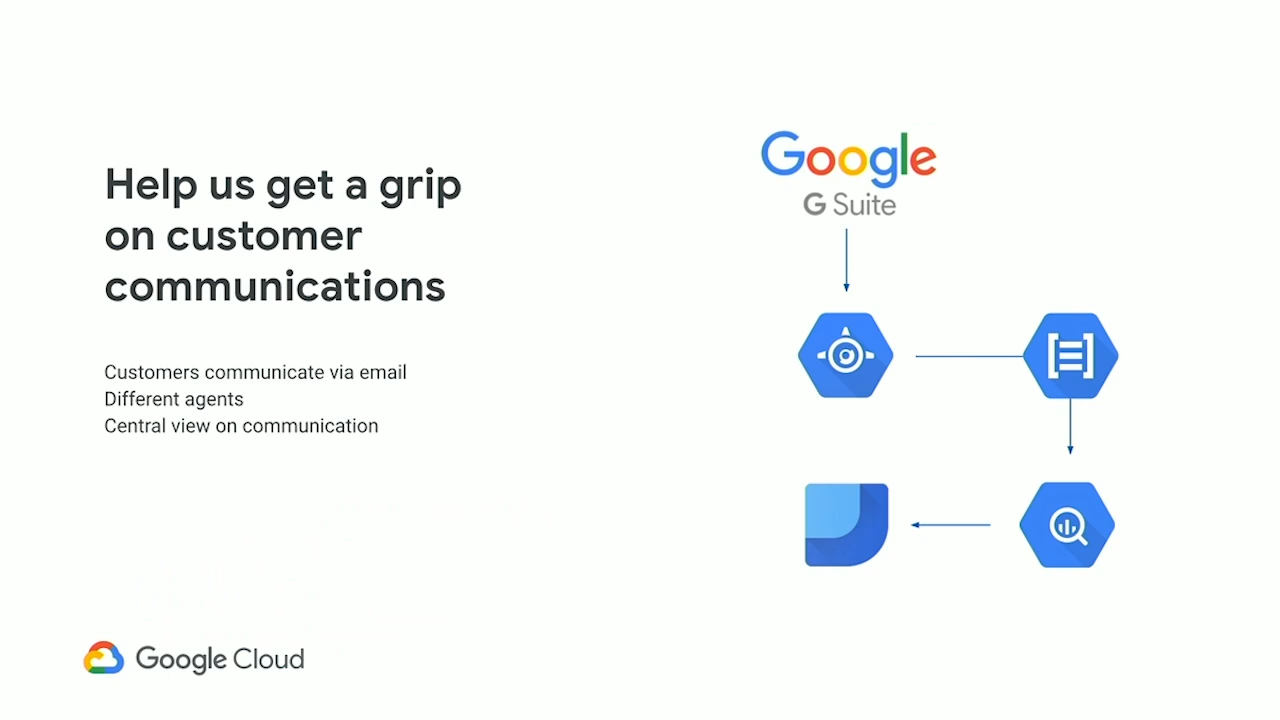 Help us get a grip
on customer
communications
Customers communicate via email
Different agents
Central view on communication
Google
G Suite
Google Cloud